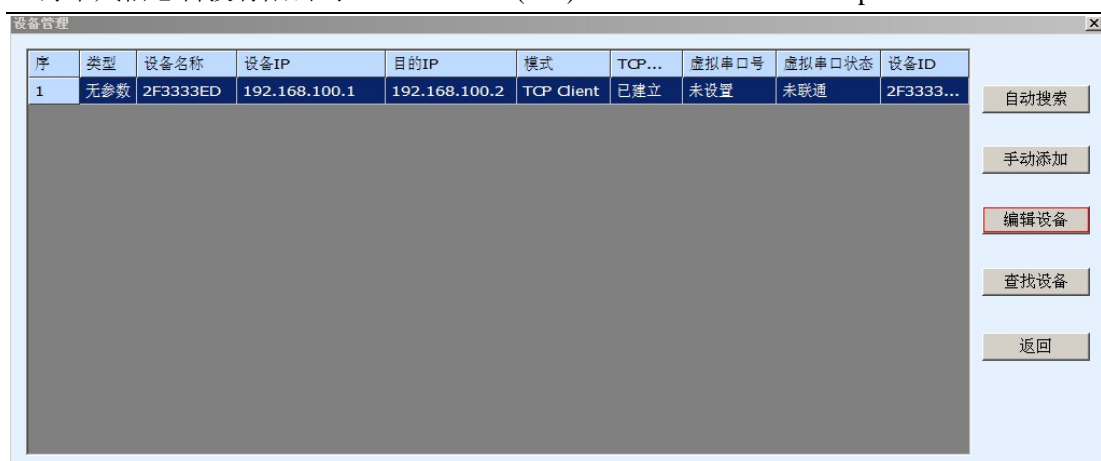 设备管理
序 类型 设备名称 设备IP 目的IP 模式 TCP... 虚拟串口号 虚拟串口状态 设备ID
1 无参数 2F3333ED 192.168.100.1 192.168.100.2 TCP Client 已建立 未设置 未联通 2F3333...
自动搜索
手动添加
编辑设备
查找设备
返回